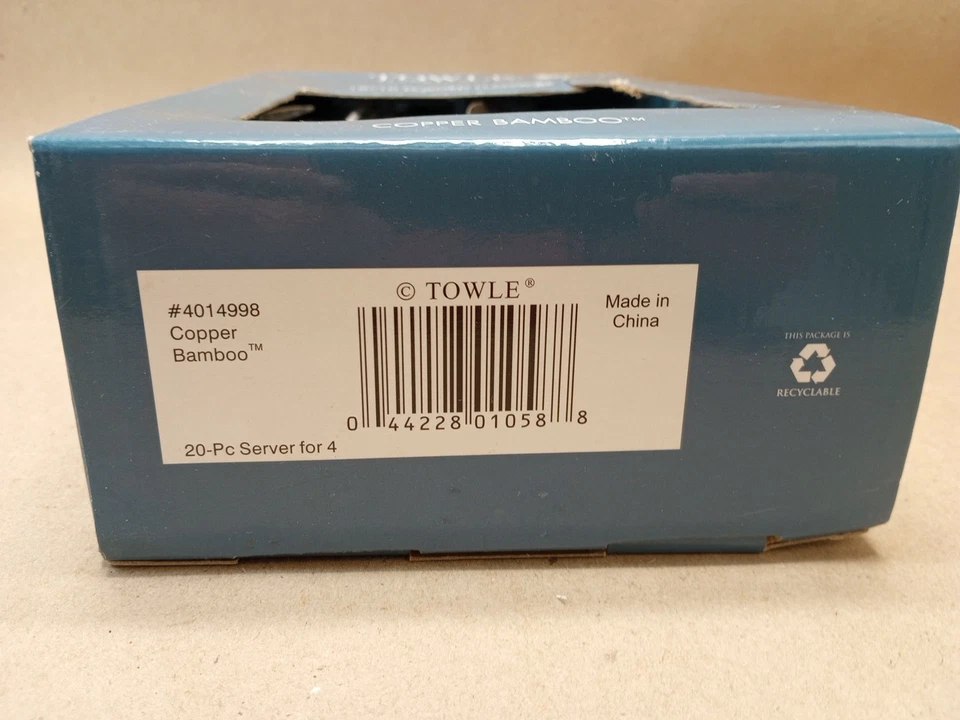 TOWLE
COPPER BAMBOO™
© TOWLE®
#4014998
Copper
Bamboo™
Made in
China
0 44228 01058 8
20-Pc Server for 4
THIS PACKAGE IS
RECYCLABLE